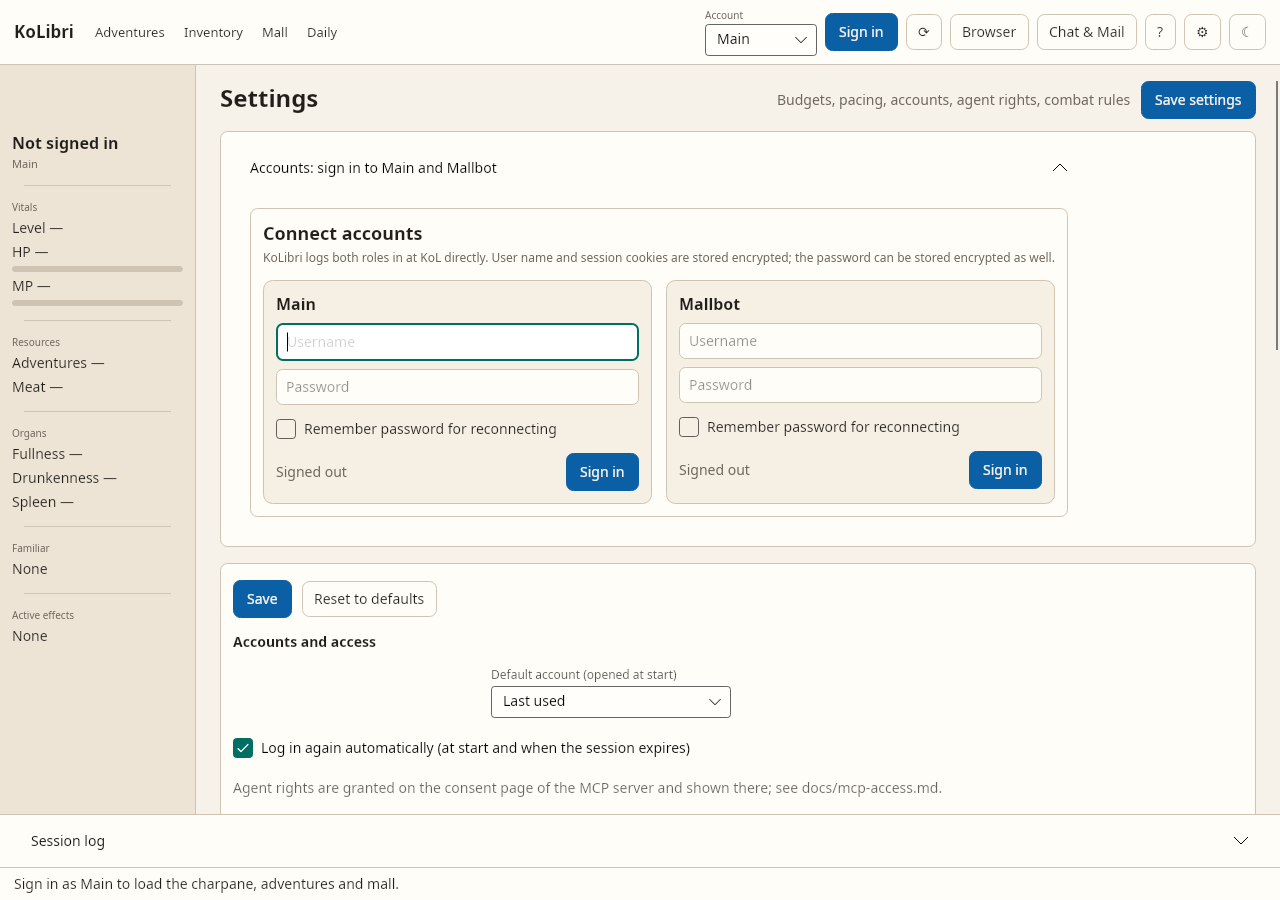 KoLibri
Adventures
Inventory
Mall
Daily
Account
Main
Sign in
⟳
Browser
Chat & Mail
?
⚙
☾
Not signed in
Main
Vitals
Level —
HP —
MP —
Resources
Adventures —
Meat —
Organs
Fullness —
Drunkenness —
Spleen —
Familiar
None
Active effects
None
Settings
Budgets, pacing, accounts, agent rights, combat rules
Save settings
Accounts: sign in to Main and Mallbot
Connect accounts
KoLibri logs both roles in at KoL directly. User name and session cookies are stored encrypted; the password can be stored encrypted as well.
Main
Username
Password
Remember password for reconnecting
Signed out
Sign in
Mallbot
Username
Password
Remember password for reconnecting
Signed out
Sign in
Save
Reset to defaults
Accounts and access
Default account (opened at start)
Last used
Log in again automatically (at start and when the session expires)
Agent rights are granted on the consent page of the MCP server and shown there; see docs/mcp-access.md.
Session log
Sign in as Main to load the charpane, adventures and mall.